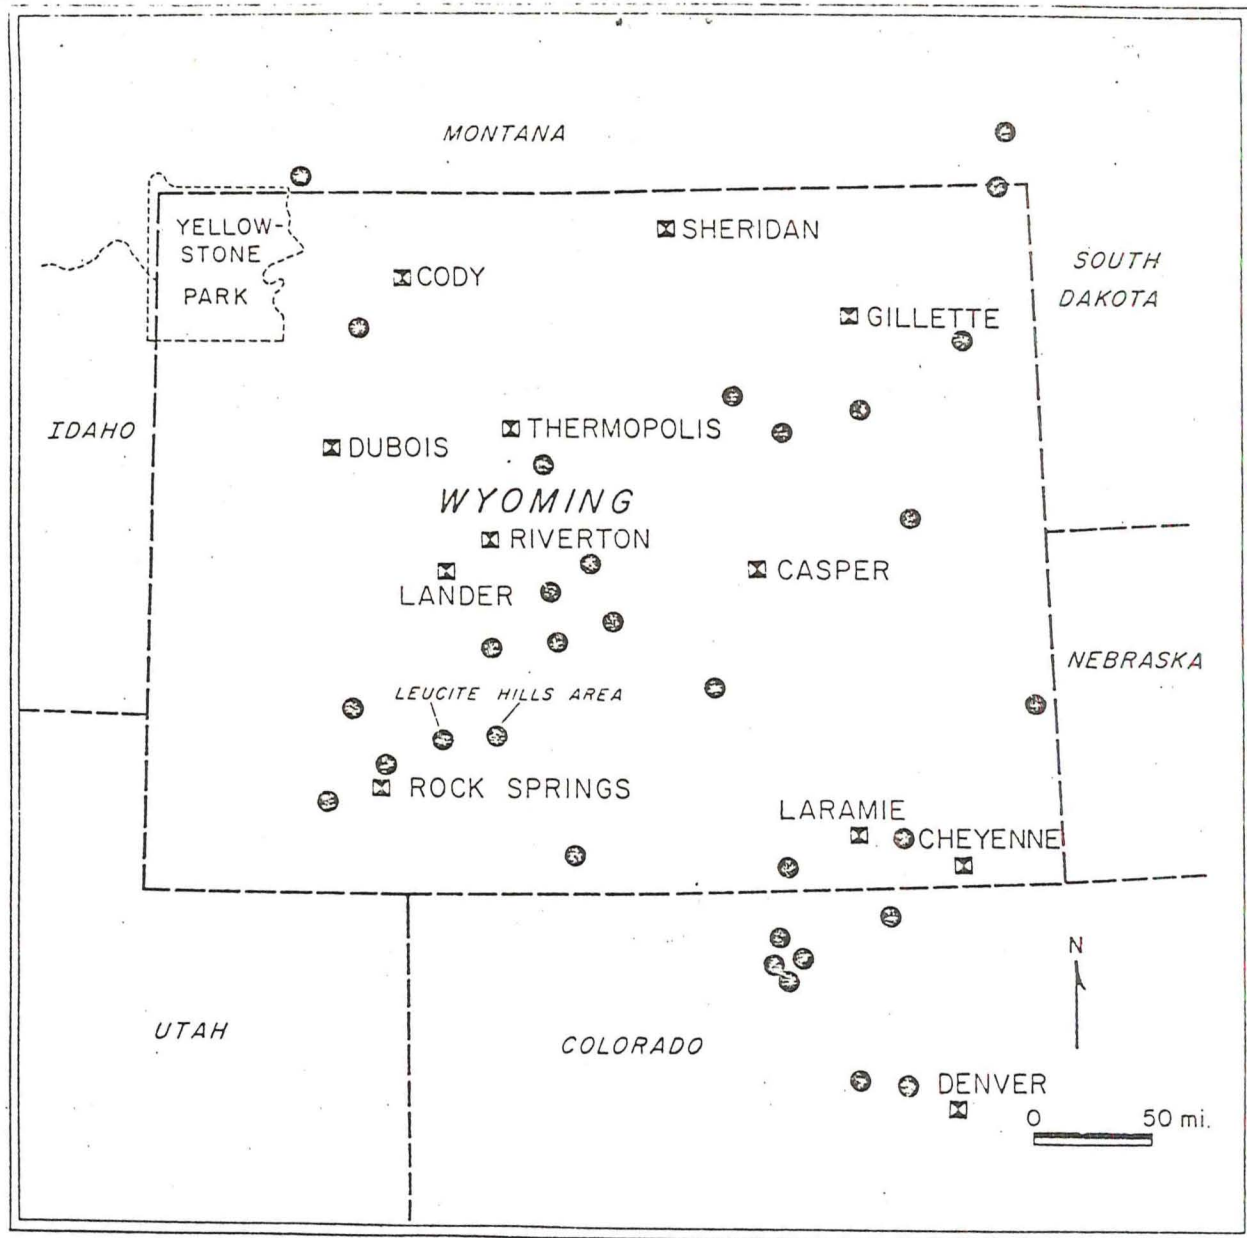 MONTANA
YELLOW-
STONE
PARK
SHERIDAN
CODY
SOUTH
DAKOTA
GILLETTE
IDAHO
THERMOPOLIS
DUBOIS
WYOMING
RIVERTON
CASPER
LANDER
NEBRASKA
LEUCITE HILLS AREA
ROCK SPRINGS
LARAMIE
CHEYENNE
N
UTAH
COLORADO
DENVER
0 50 mi.